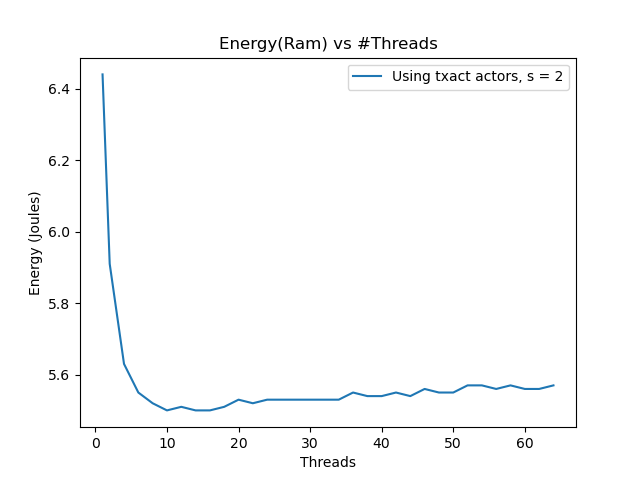 Energy(Ram) vs #Threads
Using txact actors, s = 2
6.4
6.2
6.0
5.8
5.6
Energy (Joules)
0 10 20 30 40 50 60
Threads